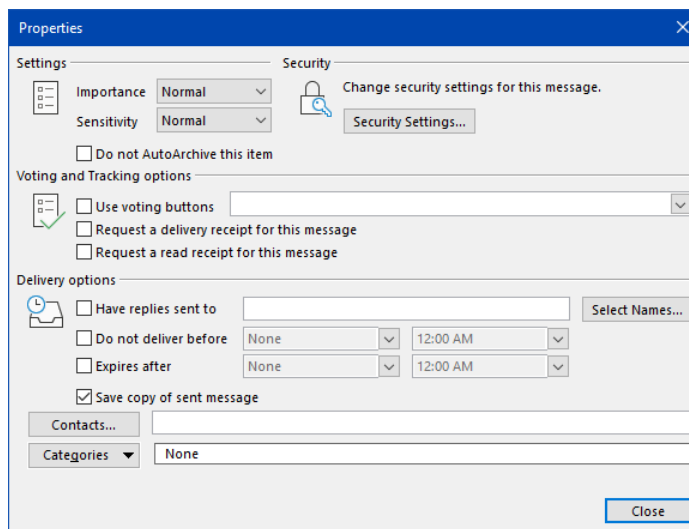 Properties
Settings
Security
Importance Normal
Change security settings for this message.
Sensitivity Normal
Security Settings...
Do not AutoArchive this item
Voting and Tracking options
Use voting buttons
Request a delivery receipt for this message
Request a read receipt for this message
Delivery options
Have replies sent to
Select Names...
Do not deliver before None 12:00 AM
Expires after None 12:00 AM
Save copy of sent message
Contacts...
Categories None
Close